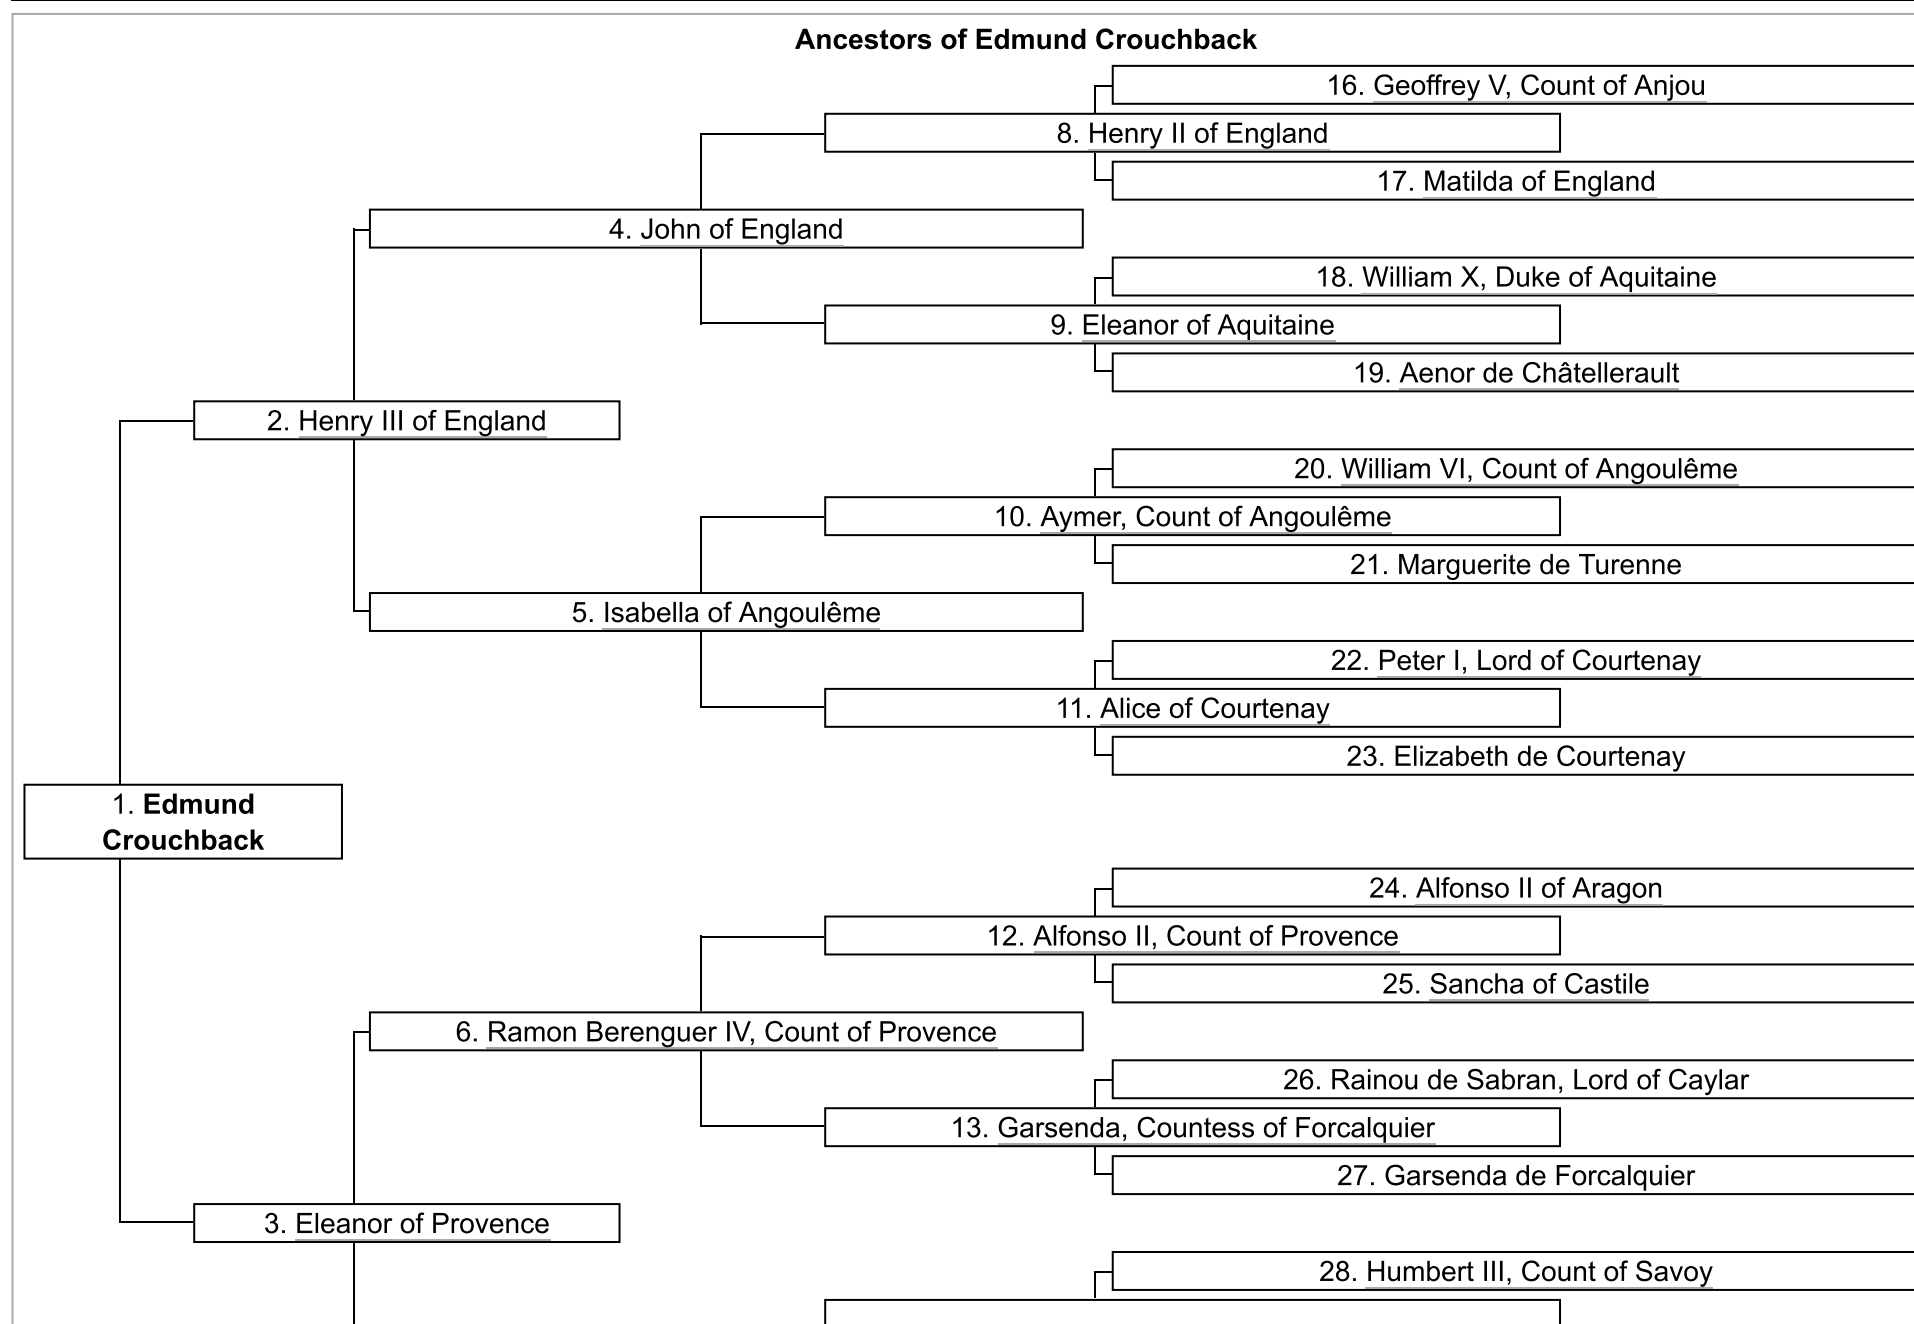 Ancestors of Edmund Crouchback
16. Geoffrey V, Count of Anjou
8. Henry II of England
17. Matilda of England
4. John of England
18. William X, Duke of Aquitaine
9. Eleanor of Aquitaine
19. Aenor de Châtellerault
2. Henry III of England
20. William VI, Count of Angoulême
10. Aymer, Count of Angoulême
21. Marguerite de Turenne
5. Isabella of Angoulême
22. Peter I, Lord of Courtenay
11. Alice of Courtenay
23. Elizabeth de Courtenay
1. Edmund
Crouchback
24. Alfonso II of Aragon
12. Alfonso II, Count of Provence
25. Sancha of Castile
6. Ramon Berenguer IV, Count of Provence
26. Rainou de Sabran, Lord of Caylar
13. Garsenda, Countess of Forcalquier
27. Garsenda de Forcalquier
3. Eleanor of Provence
28. Humbert III, Count of Savoy